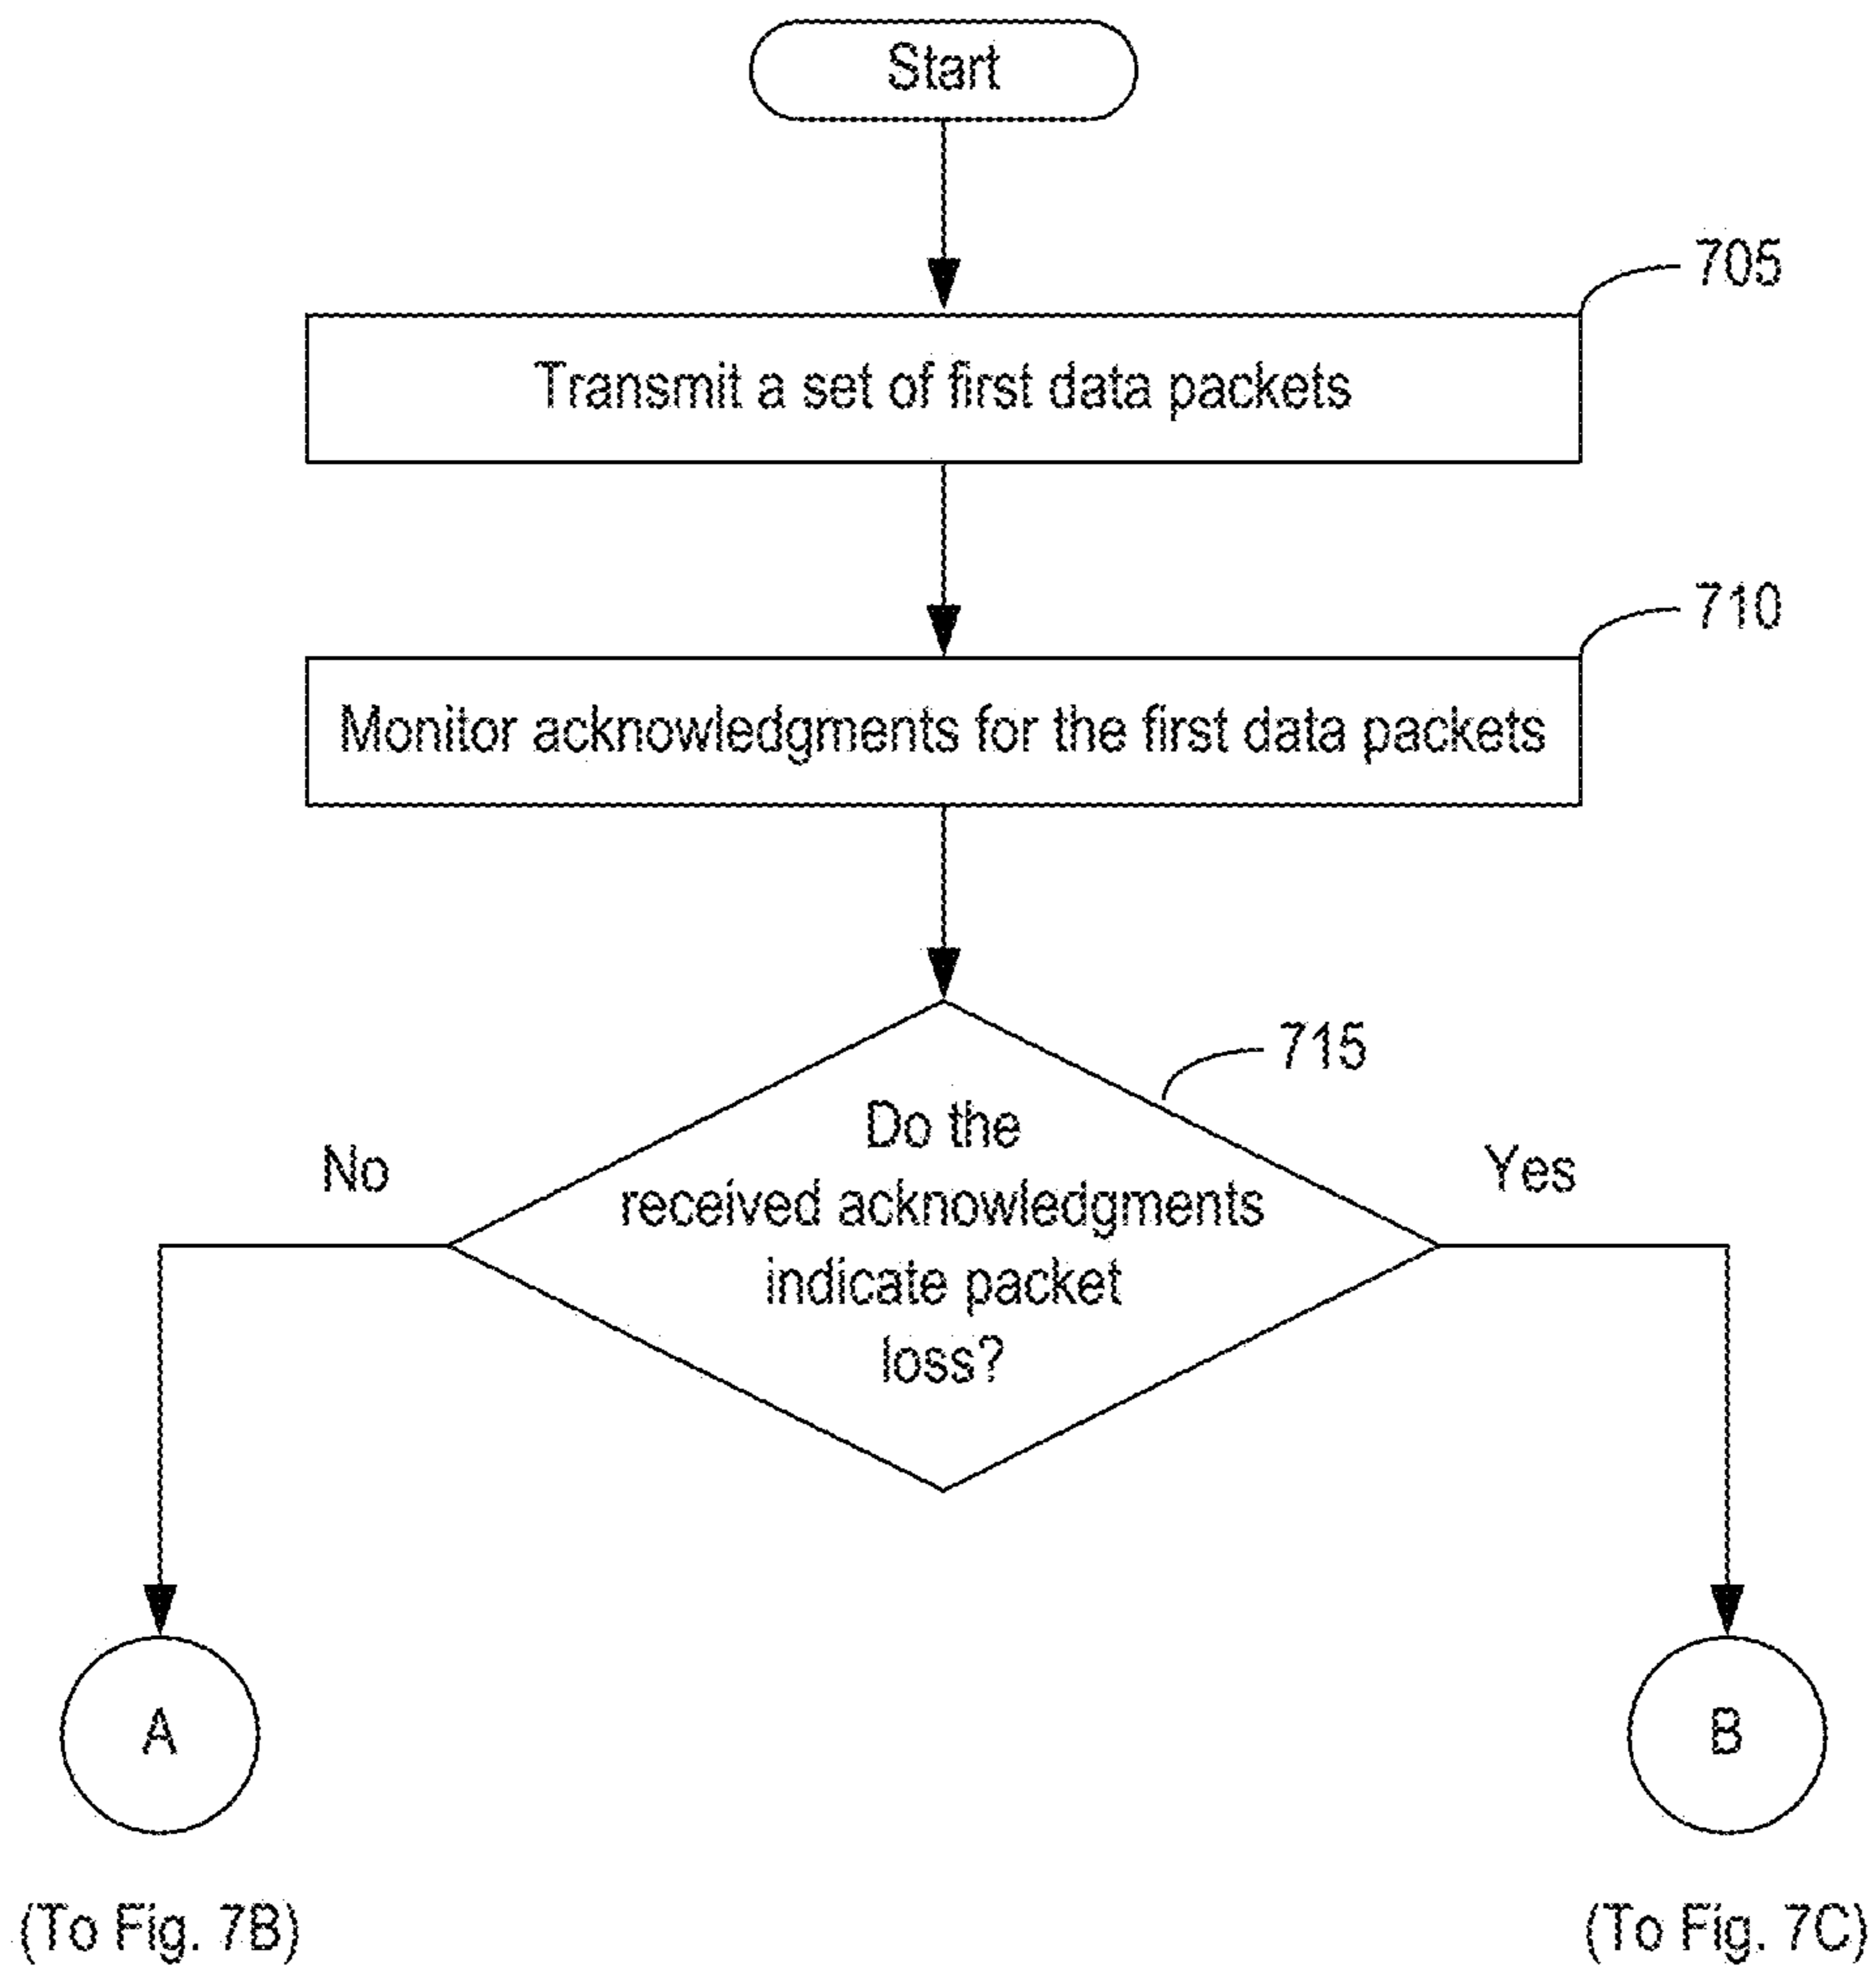 Start
705
Transmit a set of first data packets
710
Monitor acknowledgments for the first data packets
715
Do the
received acknowledgments
indicate packet
loss?
No
Yes
A
B
(To Fig. 7B)
(To Fig. 7C)